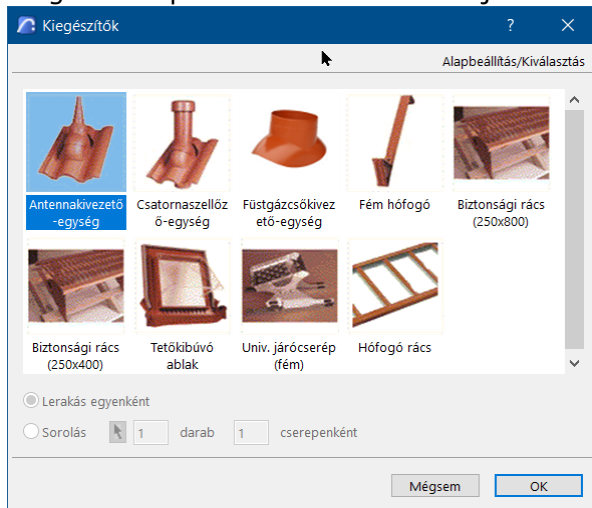 Kiegészítők
Alapbeállítás/Kiválasztás
Antennakivezető
-egység
Csatornaszellőz
ő-egység
Füstgázcsőkivez
ető-egység
Fém hófogó
Biztonsági rács
(250x800)
Biztonsági rács
(250x400)
Tetőkibúvó
ablak
Univ. járócserép
(fém)
Hófogó rács
Lerakás egyenként
Sorolás 1 darab 1 cserepenként
Mégsem OK